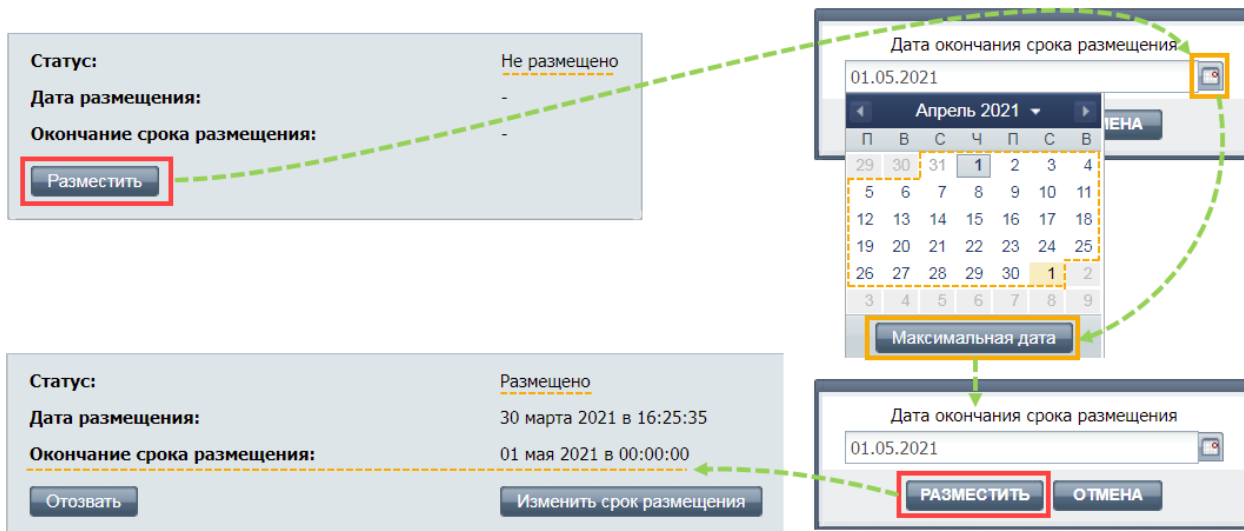 Статус: Не размещено
Дата размещения: -
Окончание срока размещения: -
Разместить
Дата окончания срока размещения
01.05.2021
Апрель 2021
П В С Ч П С В
29 30 31 1 2 3 4
5 6 7 8 9 10 11
12 13 14 15 16 17 18
19 20 21 22 23 24 25
26 27 28 29 30 1 2
3 4 5 6 7 8 9
Максимальная дата
МЕНА
Дата окончания срока размещения
01.05.2021
РАЗМЕСТИТЬ ОТМЕНА
Статус: Размещено
Дата размещения: 30 марта 2021 в 16:25:35
Окончание срока размещения: 01 мая 2021 в 00:00:00
Отозвать Изменить срок размещения